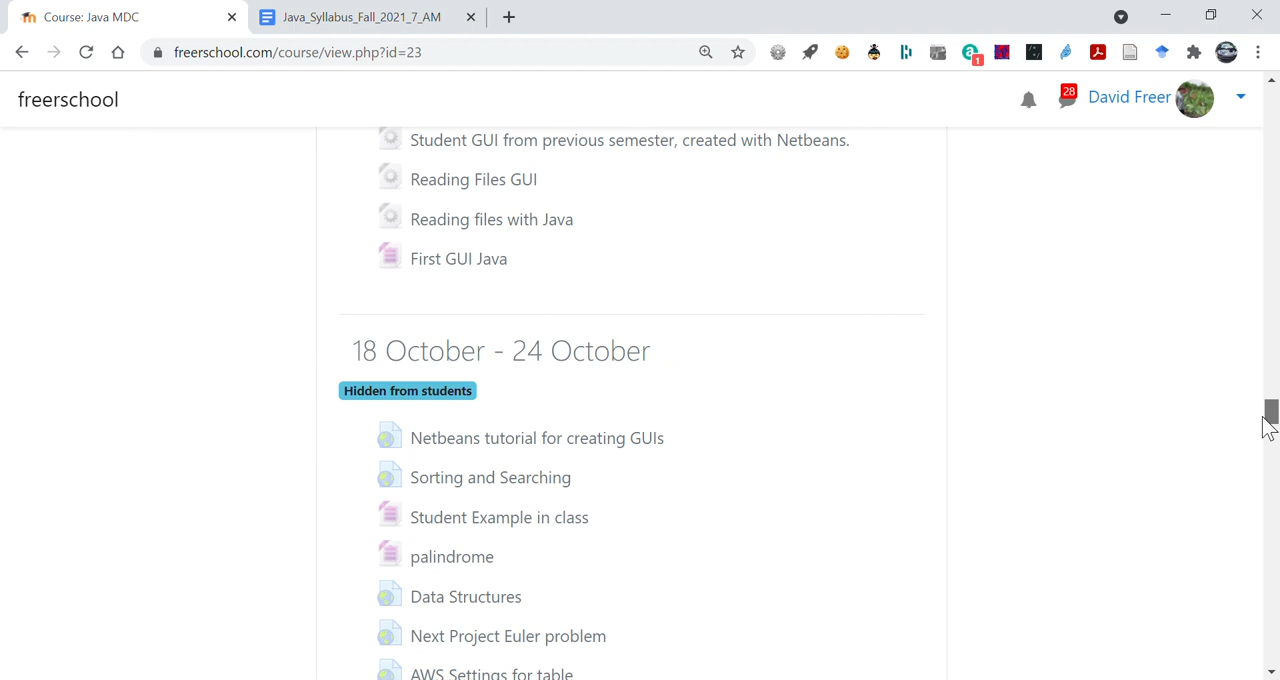 Course: Java MDC
Java_Syllabus_Fall_2021_7_AM
freerschool.com/course/view.php?id=23
1
freerschool
28
David Freer
Student GUI from previous semester, created with Netbeans.
Reading Files GUI
Reading files with Java
First GUI Java
18 October - 24 October
Hidden from students
Netbeans tutorial for creating GUIs
Sorting and Searching
Student Example in class
palindrome
Data Structures
Next Project Euler problem
AWS Settings for table